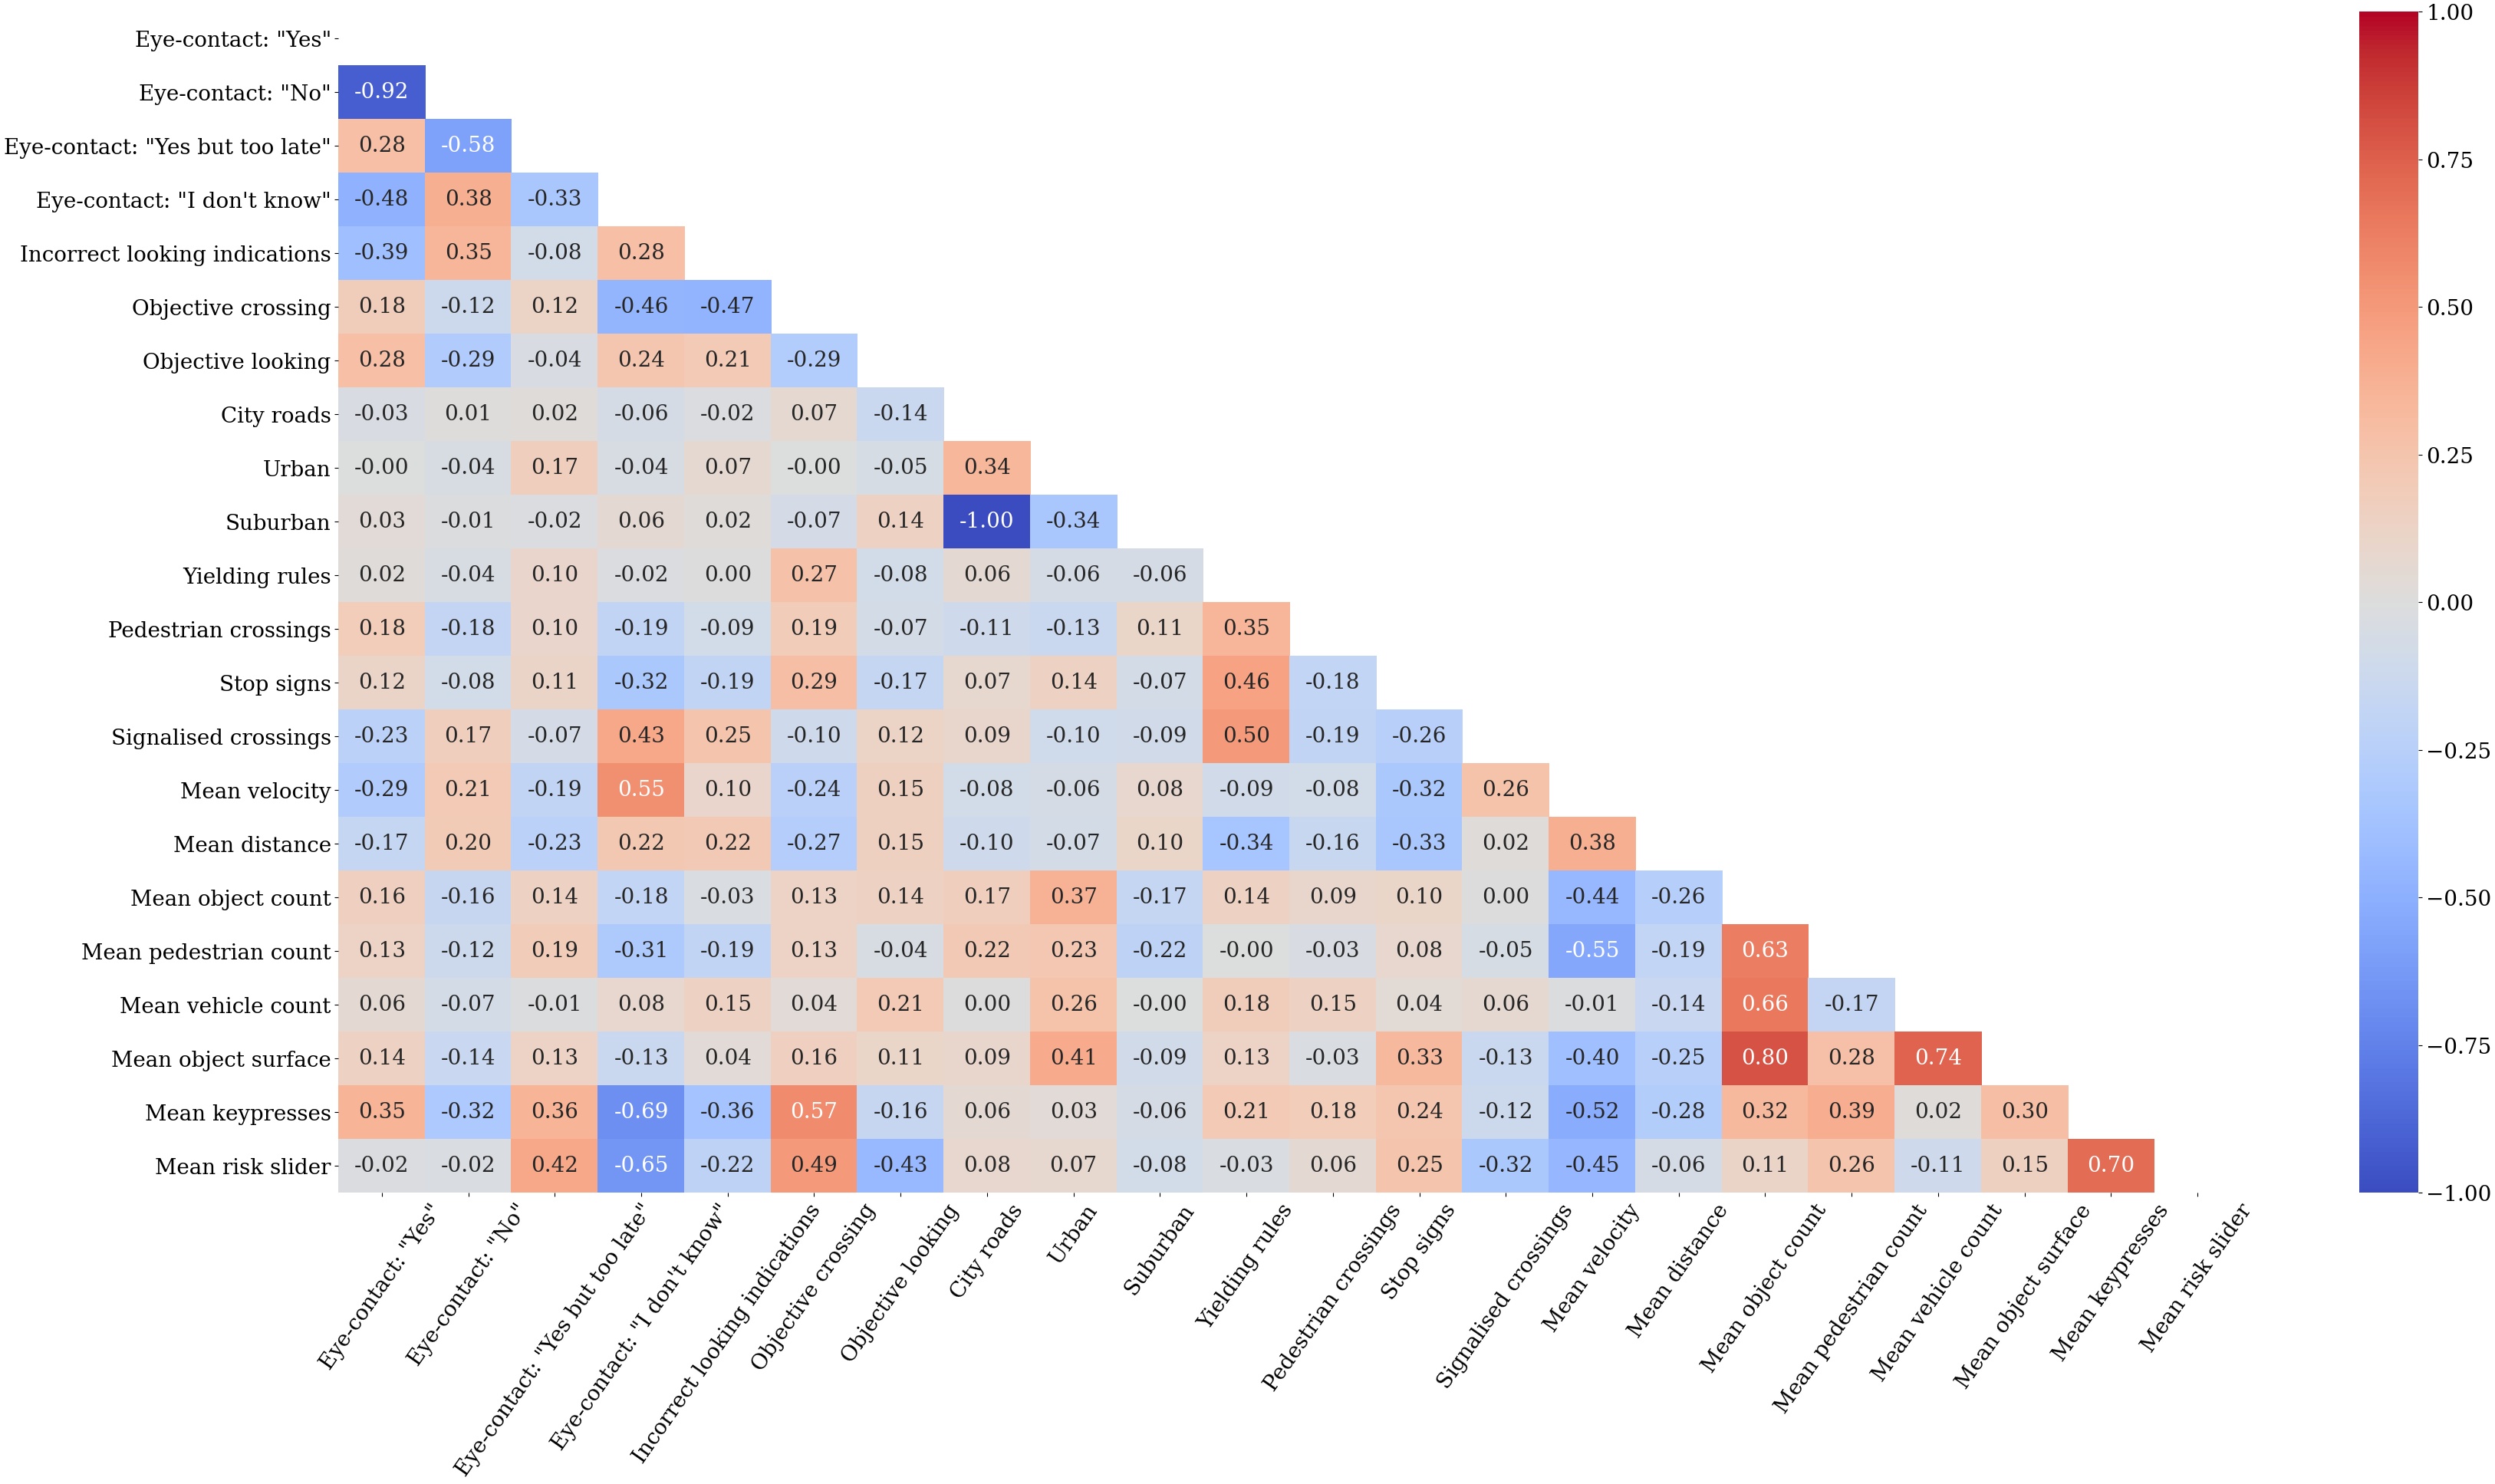 Eye-contact: "Yes"
Eye-contact: "No" -0.92
Eye-contact: "Yes but too late" 0.28 -0.58
Eye-contact: "I don't know" -0.48 0.38 -0.33
Incorrect looking indications -0.39 0.35 -0.08 0.28
Objective crossing 0.18 -0.12 0.12 -0.46 -0.47
Objective looking 0.28 -0.29 -0.04 0.24 0.21 -0.29
City roads -0.03 0.01 0.02 -0.06 -0.02 0.07 -0.14
Urban -0.00 -0.04 0.17 -0.04 0.07 -0.00 -0.05 0.34
Suburban 0.03 -0.01 -0.02 0.06 0.02 -0.07 0.14 -1.00 -0.34
Yielding rules 0.02 -0.04 0.10 -0.02 0.00 0.27 -0.08 0.06 -0.06 -0.06
Pedestrian crossings 0.18 -0.18 0.10 -0.19 -0.09 0.19 -0.07 -0.11 -0.13 0.11 0.35
Stop signs 0.12 -0.08 0.11 -0.32 -0.19 0.29 -0.17 0.07 0.14 -0.07 0.46 -0.18
Signalised crossings -0.23 0.17 -0.07 0.43 0.25 -0.10 0.12 0.09 -0.10 -0.09 0.50 -0.19 -0.26
Mean velocity -0.29 0.21 -0.19 0.55 0.10 -0.24 0.15 -0.08 -0.06 0.08 -0.09 -0.08 -0.32 0.26
Mean distance -0.17 0.20 -0.23 0.22 0.22 -0.27 0.15 -0.10 -0.07 0.10 -0.34 -0.16 -0.33 0.02 0.38
Mean object count 0.16 -0.16 0.14 -0.18 -0.03 0.13 0.14 0.17 0.37 -0.17 0.14 0.09 0.10 0.00 -0.44 -0.26
Mean pedestrian count 0.13 -0.12 0.19 -0.31 -0.19 0.13 -0.04 0.22 0.23 -0.22 -0.00 -0.03 0.08 -0.05 -0.55 -0.19 0.63
Mean vehicle count 0.06 -0.07 -0.01 0.08 0.15 0.04 0.21 0.00 0.26 -0.00 0.18 0.15 0.04 0.06 -0.01 -0.14 0.66 -0.17
Mean object surface 0.14 -0.14 0.13 -0.13 0.04 0.16 0.11 0.09 0.41 -0.09 0.13 -0.03 0.33 -0.13 -0.40 -0.25 0.80 0.28 0.74
Mean keypresses 0.35 -0.32 0.36 -0.69 -0.36 0.57 -0.16 0.06 0.03 -0.06 0.21 0.18 0.24 -0.12 -0.52 -0.28 0.32 0.39 0.02 0.30
Mean risk slider -0.02 -0.02 0.42 -0.65 -0.22 0.49 -0.43 0.08 0.07 -0.08 -0.03 0.06 0.25 -0.32 -0.45 -0.06 0.11 0.26 -0.11 0.15 0.70
Eye-contact: "Yes"
Eye-contact: "No"
Eye-contact: "Yes but too late"
Eye-contact: "I don't know"
Incorrect looking indications
Objective crossing
Objective looking
City roads
Urban
Suburban
Yielding rules
Pedestrian crossings
Stop signs
Signalised crossings
Mean velocity
Mean distance
Mean object count
Mean pedestrian count
Mean vehicle count
Mean object surface
Mean keypresses
Mean risk slider
1.00
0.75
0.50
0.25
0.00
−0.25
−0.50
−0.75
−1.00